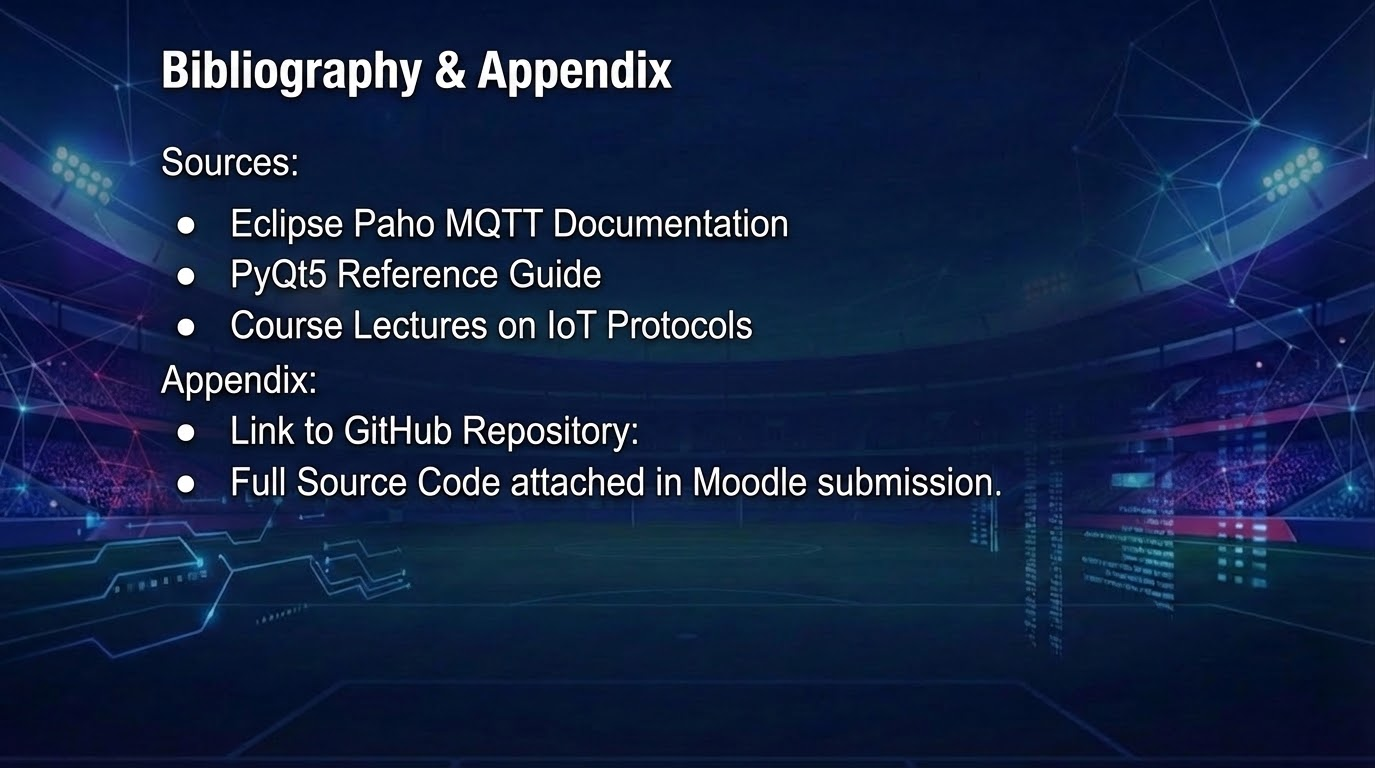 Bibliography & Appendix
Sources:
● Eclipse Paho MQTT Documentation
● PyQt5 Reference Guide
● Course Lectures on IoT Protocols
Appendix:
● Link to GitHub Repository:
● Full Source Code attached in Moodle submission.